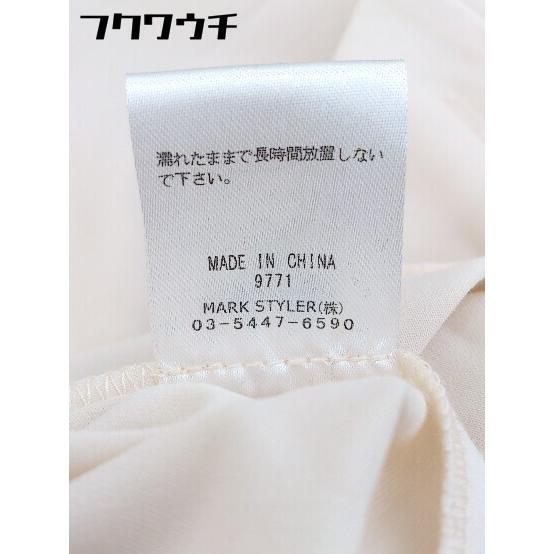 フクワウチ
濡れたままで長時間放置しない
で下さい。
MADE IN CHINA
9771
MARK STYLER(株)
03-5447-6590